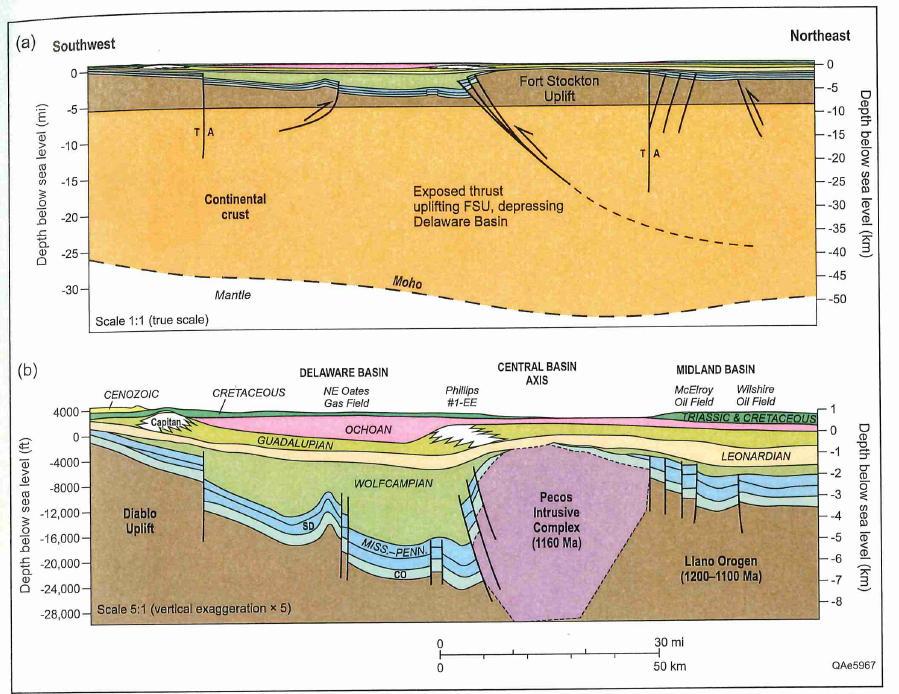 (a)
Southwest
Northeast
Depth below sea level (mi)
0
-5
-10
-15
-20
-25
-30
Depth below sea level (km)
0
-5
-10
-15
-20
-25
-30
-35
-40
-45
-50
Fort Stockton
Uplift
T A
T A
Continental
crust
Exposed thrust
uplifting FSU, depressing
Delaware Basin
Moho
Mantle
Scale 1:1 (true scale)
(b)
DELAWARE BASIN
CENTRAL BASIN
AXIS
MIDLAND BASIN
CENOZOIC
CRETACEOUS
NE Oates
Gas Field
Phillips
#1-EE
McElroy
Oil Field
Wilshire
Oil Field
Depth below sea level (ft)
4000
0
-4000
-8000
-12,000
-16,000
-20,000
-24,000
-28,000
Depth below sea level (km)
1
0
-1
-2
-3
-4
-5
-6
-7
-8
Capitan
TRIASSIC & CRETACEOUS
OCHOAN
GUADALUPIAN
LEONARDIAN
WOLFCAMPIAN
Diablo
Uplift
SD
MISS.-PENN.
CO
Pecos
Intrusive
Complex
(1160 Ma)
Llano Orogen
(1200–1100 Ma)
Scale 5:1 (vertical exaggeration × 5)
0
30 mi
0
50 km
QAe5967